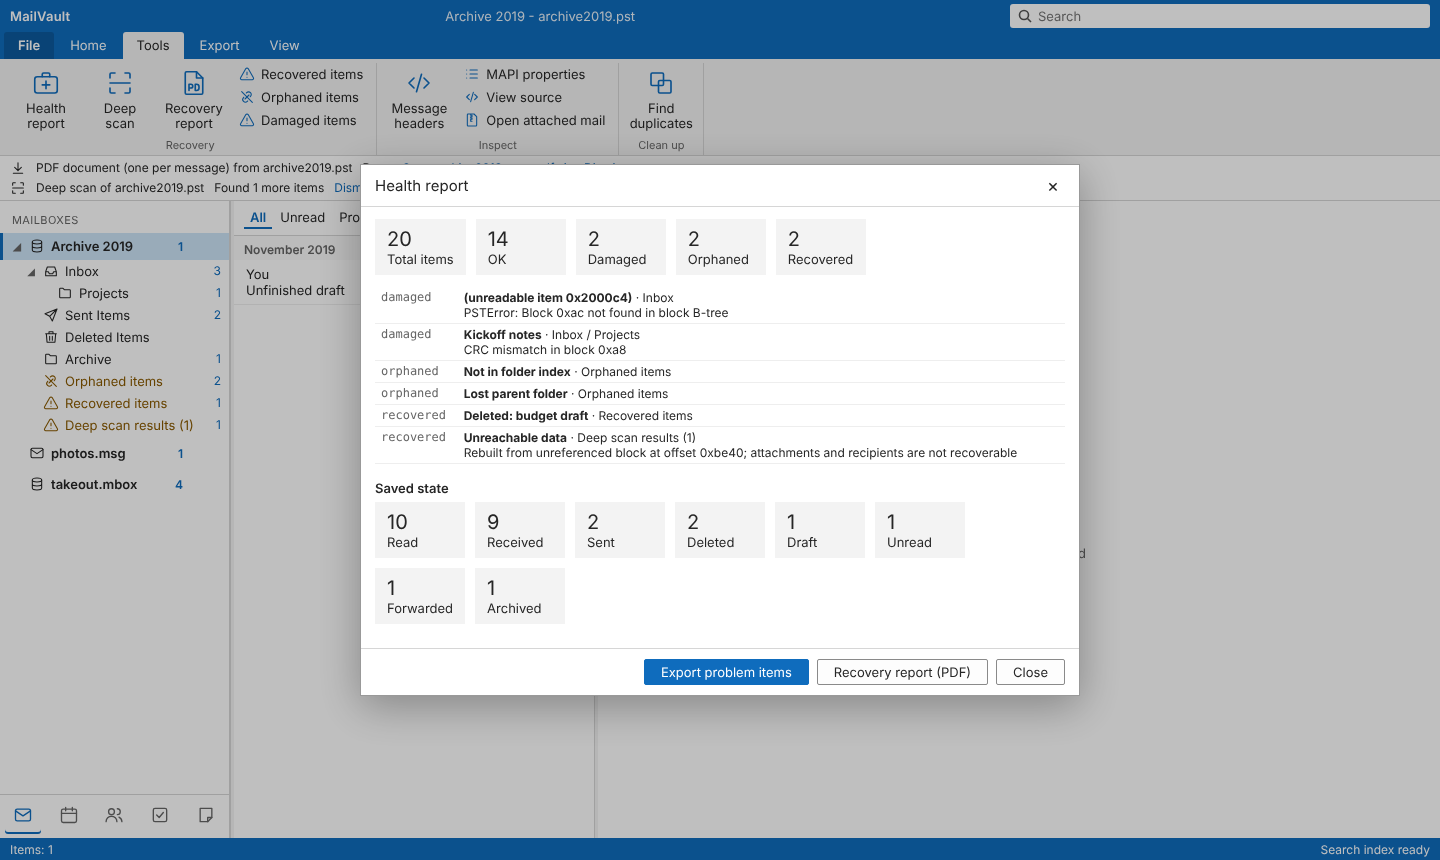 MailVault
Archive 2019 - archive2019.pst
Search
File
Home
Tools
Export
View
Health report
Deep scan
Recovery report
Recovered items
Orphaned items
Damaged items
Recovery
Message headers
MAPI properties
View source
Open attached mail
Inspect
Find duplicates
Clean up
PDF document (one per message) from archive2019.pst
Deep scan of archive2019.pst Found 1 more items
MAILBOXES
Archive 2019 1
Inbox 3
Projects 1
Sent Items 2
Deleted Items
Archive 1
Orphaned items 2
Recovered items 1
Deep scan results (1) 1
photos.msg 1
takeout.mbox 4
All Unread
November 2019
You
Unfinished draft
Health report
20
Total items
14
OK
2
Damaged
2
Orphaned
2
Recovered
damaged (unreadable item 0x2000c4) · Inbox
PSTError: Block 0xac not found in block B-tree
damaged Kickoff notes · Inbox / Projects
CRC mismatch in block 0xa8
orphaned Not in folder index · Orphaned items
orphaned Lost parent folder · Orphaned items
recovered Deleted: budget draft · Recovered items
recovered Unreachable data · Deep scan results (1)
Rebuilt from unreferenced block at offset 0xbe40; attachments and recipients are not recoverable
Saved state
10
Read
9
Received
2
Sent
2
Deleted
1
Draft
1
Unread
1
Forwarded
1
Archived
Export problem items
Recovery report (PDF)
Close
Items: 1
Search index ready